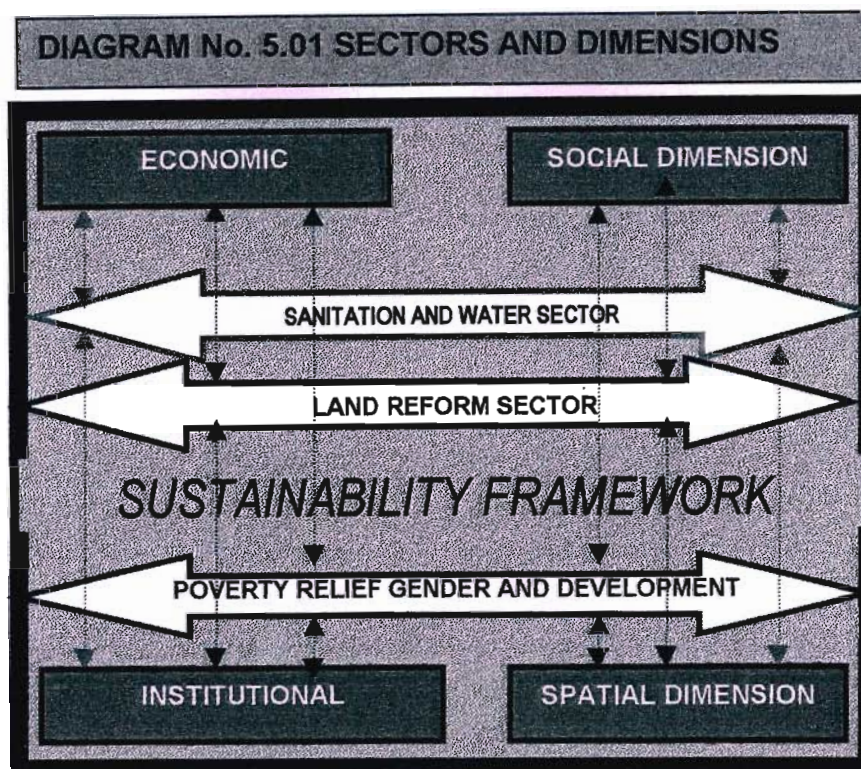 DIAGRAM No. 5.01 SECTORS AND DIMENSIONS
ECONOMIC
SOCIAL DIMENSION
SANITATION AND WATER SECTOR
LAND REFORM SECTOR
SUSTAINABILITY FRAMEWORK
POVERTY RELIEF GENDER AND DEVELOPMENT
INSTITUTIONAL
SPATIAL DIMENSION